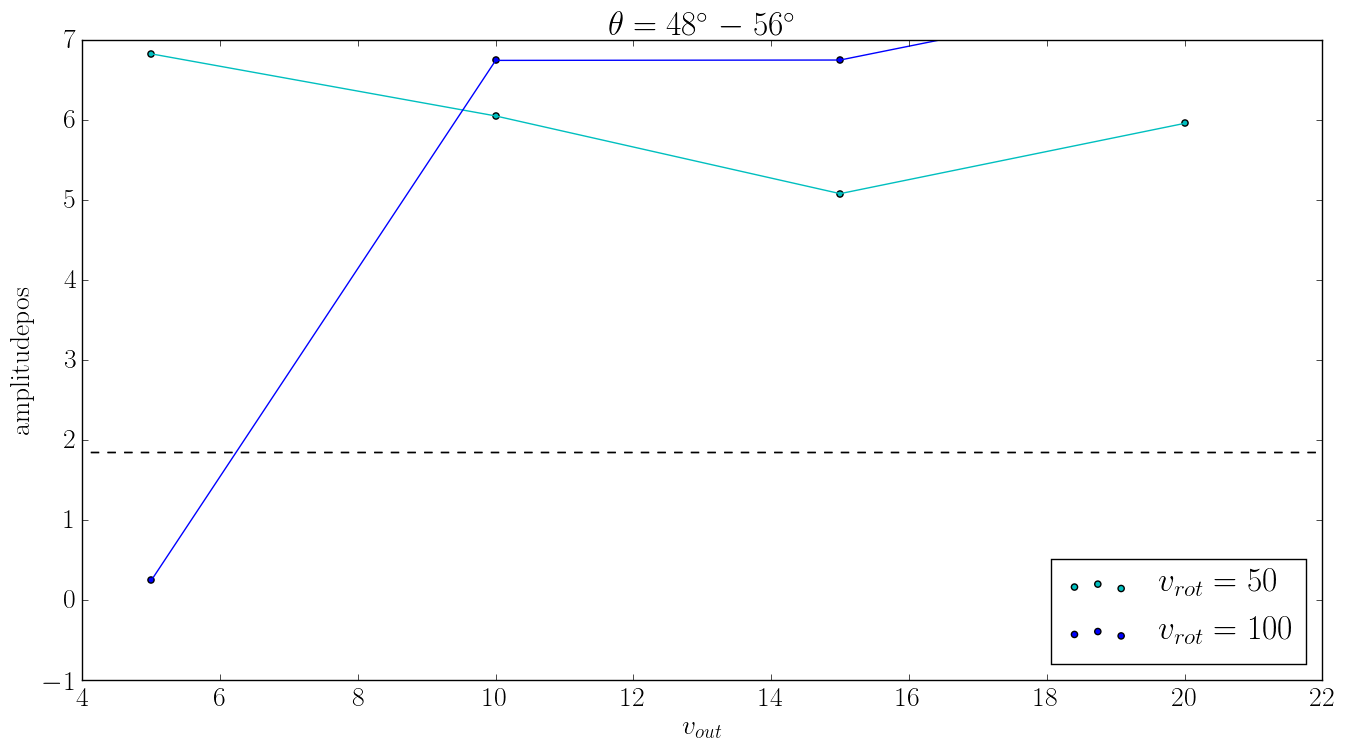 θ = 48° − 56°
7
6
5
4
3
2
1
0
−1
amplitudepos
4 6 8 10 12 14 16 18 20 22
v_out
v_rot = 50
v_rot = 100